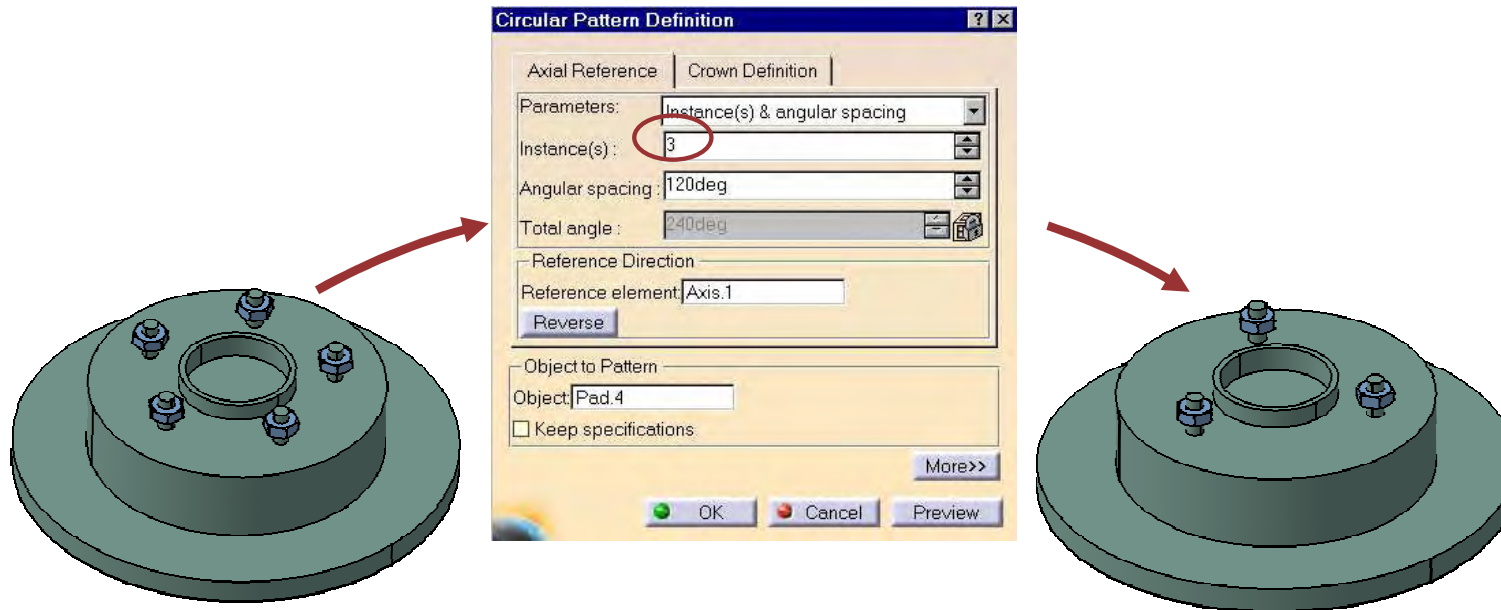 Circular Pattern Definition
Axial Reference Crown Definition
Parameters: Instance(s) & angular spacing
Instance(s) : 3
Angular spacing : 120deg
Total angle : 240deg
Reference Direction
Reference element: Axis.1
Reverse
Object to Pattern
Object: Pad.4
Keep specifications
More>>
OK Cancel Preview